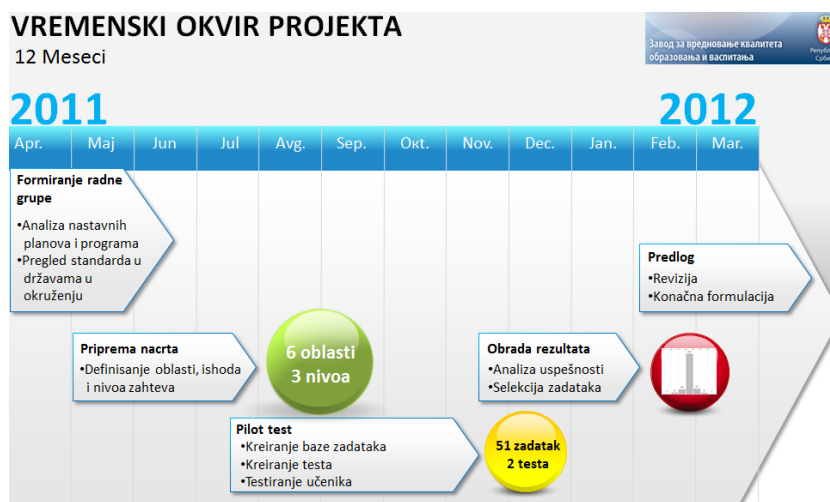 VREMENSKI OKVIR PROJEKTA
12 Meseci
Завод за вредновање квалитета
образовања и васпитања
Република
Србија
2011
2012
Apr.
Maj
Jun
Jul
Avg.
Sep.
Окt.
Nov.
Dec.
Jan.
Feb.
Mar.
Formiranje radne
grupe
•Analiza nastavnih
planova i programa
•Pregled standarda u
državama u
okruženju
Predlog
•Revizija
•Konačna formulacija
Priprema nacrta
•Definisanje oblasti, ishoda
i nivoa zahteva
6 oblasti
3 nivoa
Obrada rezultata
•Analiza uspešnosti
•Selekcija zadataka
Pilot test
•Kreiranje baze zadataka
•Kreiranje testa
•Testiranje učenika
51 zadatak
2 testa